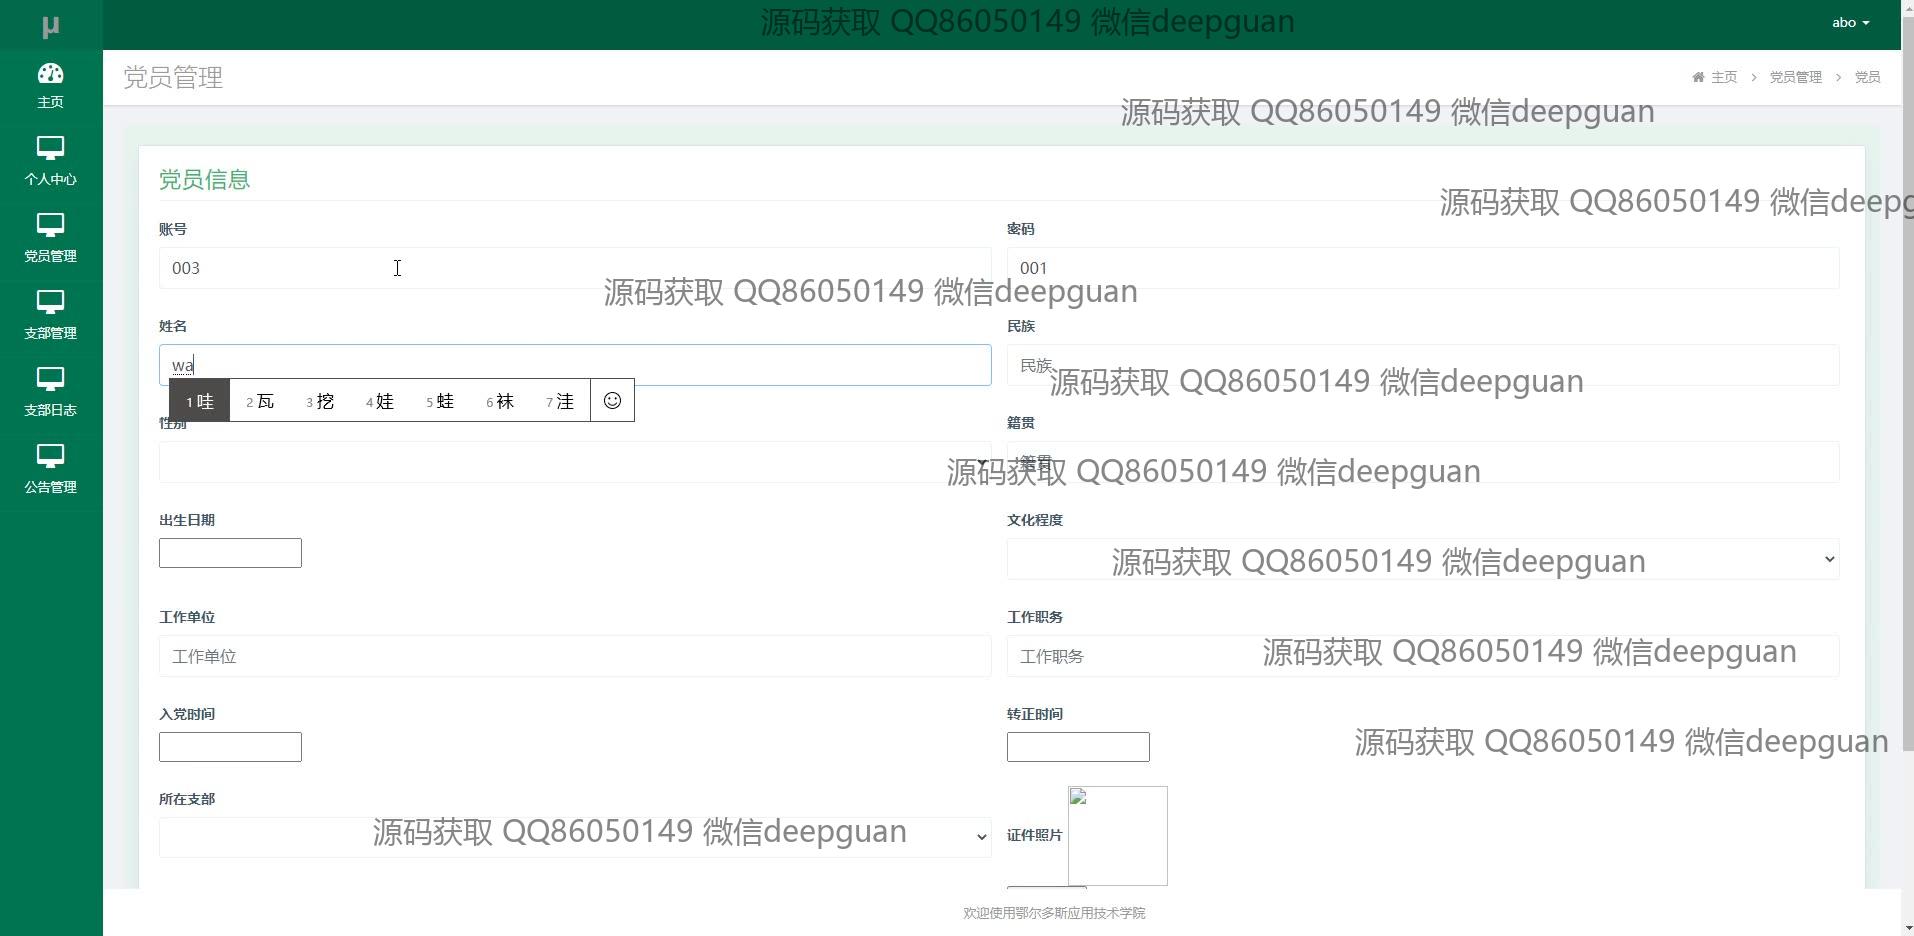 µ
源码获取 QQ86050149 微信deepguan
abo
主页
个人中心
党员管理
支部管理
支部日志
公告管理
党员管理
主页 > 党员管理 > 党员
源码获取 QQ86050149 微信deepguan
党员信息
源码获取 QQ86050149 微信deepg
账号
003
密码
001
源码获取 QQ86050149 微信deepguan
姓名
wa
1 哇 2 瓦 3 挖 4 娃 5 蛙 6 袜 7 洼
民族
民族
源码获取 QQ86050149 微信deepguan
性别
籍贯
籍贯
源码获取 QQ86050149 微信deepguan
出生日期
文化程度
源码获取 QQ86050149 微信deepguan
工作单位
工作单位
工作职务
工作职务
源码获取 QQ86050149 微信deepguan
入党时间
转正时间
源码获取 QQ86050149 微信deepguan
所在支部
源码获取 QQ86050149 微信deepguan
证件照片
欢迎使用鄂尔多斯应用技术学院